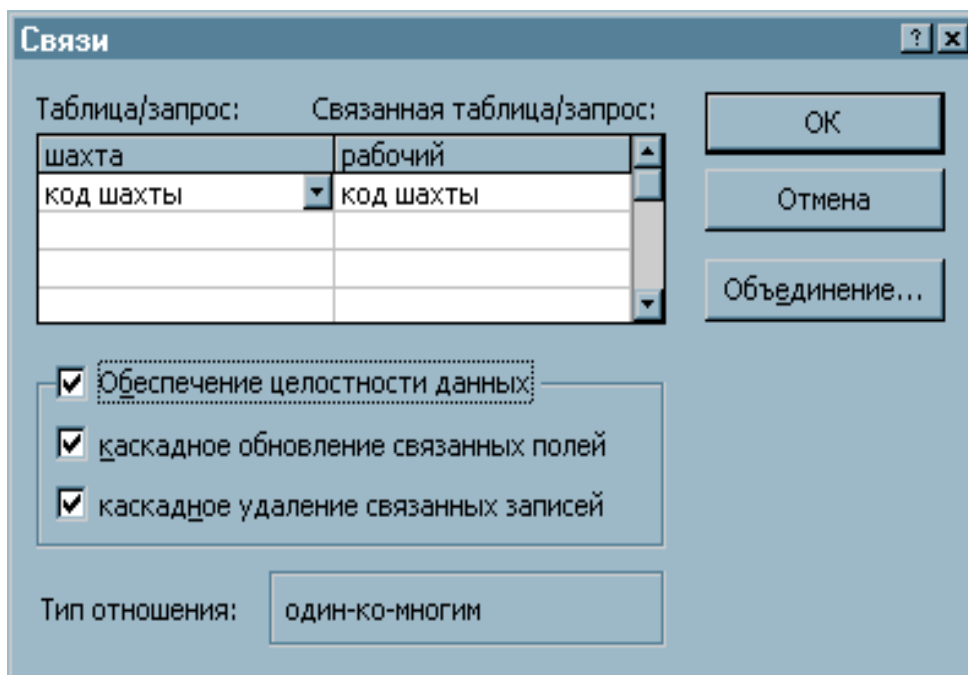 Связи
Таблица/запрос: Связанная таблица/запрос:
шахта рабочий
код шахты код шахты
ОК
Отмена
Объединение...
Обеспечение целостности данных
каскадное обновление связанных полей
каскадное удаление связанных записей
Тип отношения: один-ко-многим